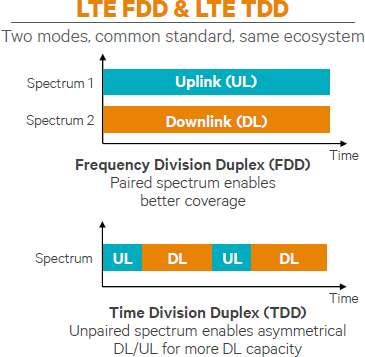 LTE FDD & LTE TDD
Two modes, common standard, same ecosystem
Spectrum 1
Uplink (UL)
Spectrum 2
Downlink (DL)
Time
Frequency Division Duplex (FDD)
Paired spectrum enables
better coverage
Spectrum
UL DL UL DL
Time
Time Division Duplex (TDD)
Unpaired spectrum enables asymmetrical
DL/UL for more DL capacity